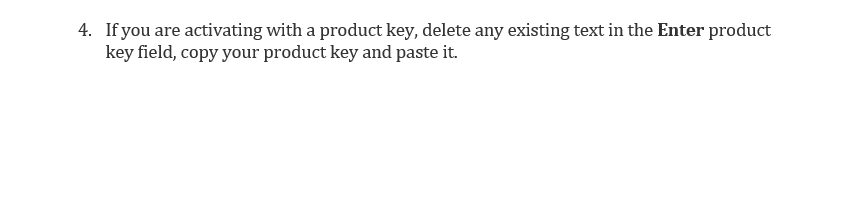 4. If you are activating with a product key, delete any existing text in the Enter product
key field, copy your product key and paste it.